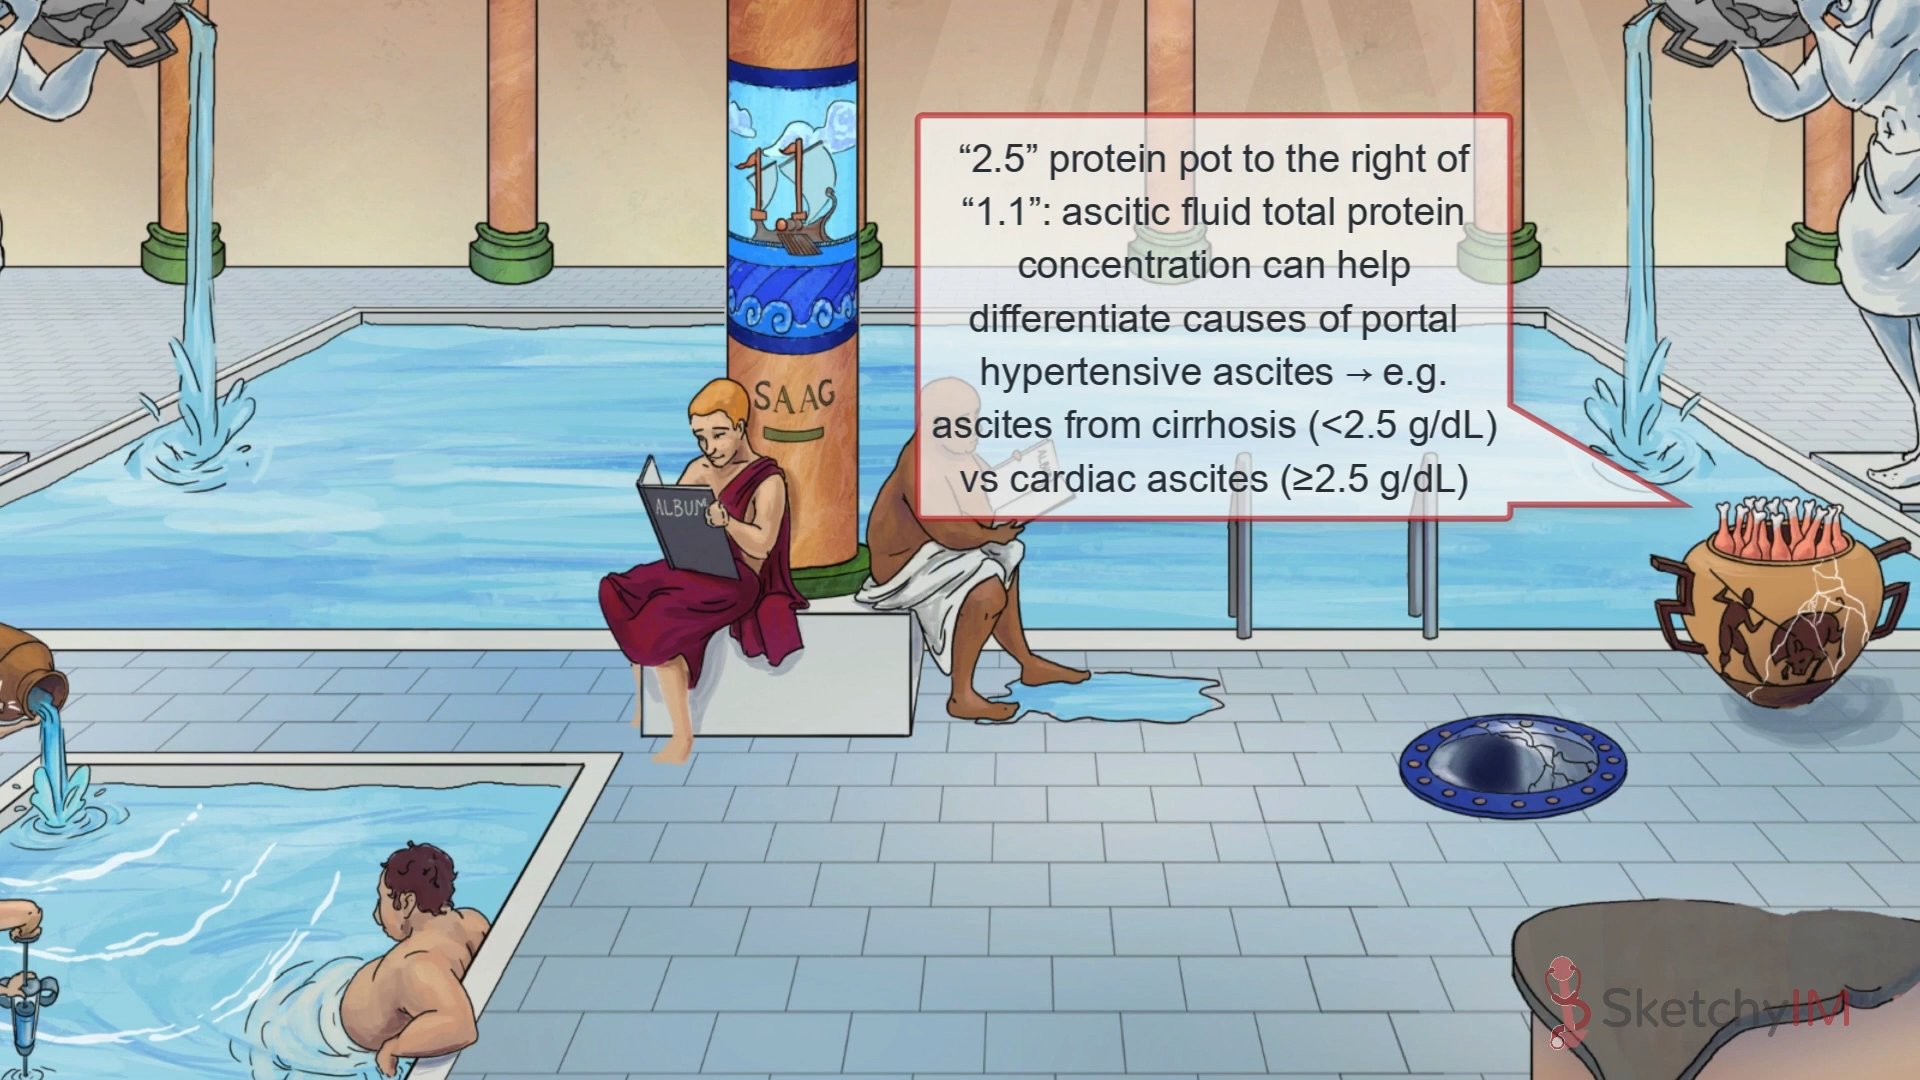 “2.5” protein pot to the right of
“1.1”: ascitic fluid total protein
concentration can help
differentiate causes of portal
hypertensive ascites → e.g.
ascites from cirrhosis (<2.5 g/dL)
vs cardiac ascites (≥2.5 g/dL)
SAAG
ALBUM
SketchyIM